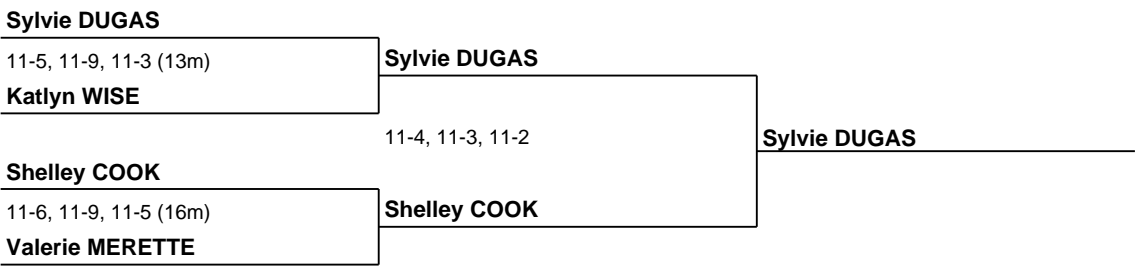 Sylvie DUGAS
11-5, 11-9, 11-3 (13m)
Sylvie DUGAS
Katlyn WISE
11-4, 11-3, 11-2
Sylvie DUGAS
Shelley COOK
11-6, 11-9, 11-5 (16m)
Shelley COOK
Valerie MERETTE